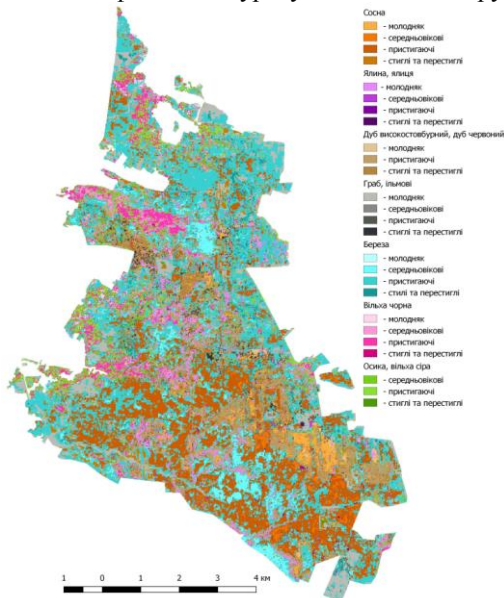 Сосна
- молодняк
- середньовікові
- пристигаючі
- стиглі та перестиглі
Ялина, ялиця
- молодняк
- середньовікові
- пристигаючі
- стиглі та перестиглі
Дуб високостовбурний, дуб червоний
- молодняк
- пристигаючі
- стиглі та перестиглі
Граб, ільмові
- молодняк
- середньовікові
- пристигаючі
- стиглі та перестиглі
Береза
- молодняк
- середньовікові
- пристигаючі
- стилі та перестиглі
Вільха чорна
- молодняк
- середньовікові
- пристигаючі
- стиглі та перестиглі
Осика, вільха сіра
- середньовікові
- пристигаючі
- стиглі та перестиглі
1 0 1 2 3 4 км